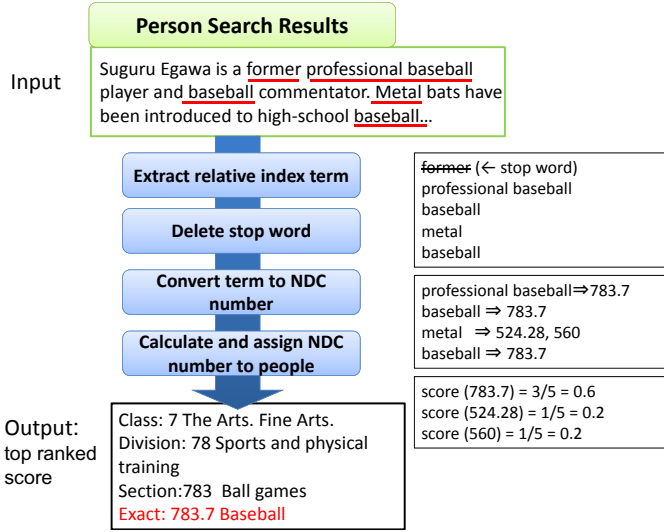 Person Search Results
Input
Suguru Egawa is a former professional baseball
player and baseball commentator. Metal bats have
been introduced to high-school baseball…
Extract relative index term
Delete stop word
Convert term to NDC
number
Calculate and assign NDC
number to people
former (← stop word)
professional baseball
baseball
metal
baseball
professional baseball⇒783.7
baseball ⇒ 783.7
metal ⇒ 524.28, 560
baseball ⇒ 783.7
score (783.7) = 3/5 = 0.6
score (524.28) = 1/5 = 0.2
score (560) = 1/5 = 0.2
Output:
top ranked
score
Class: 7 The Arts. Fine Arts.
Division: 78 Sports and physical
training
Section:783 Ball games
Exact: 783.7 Baseball